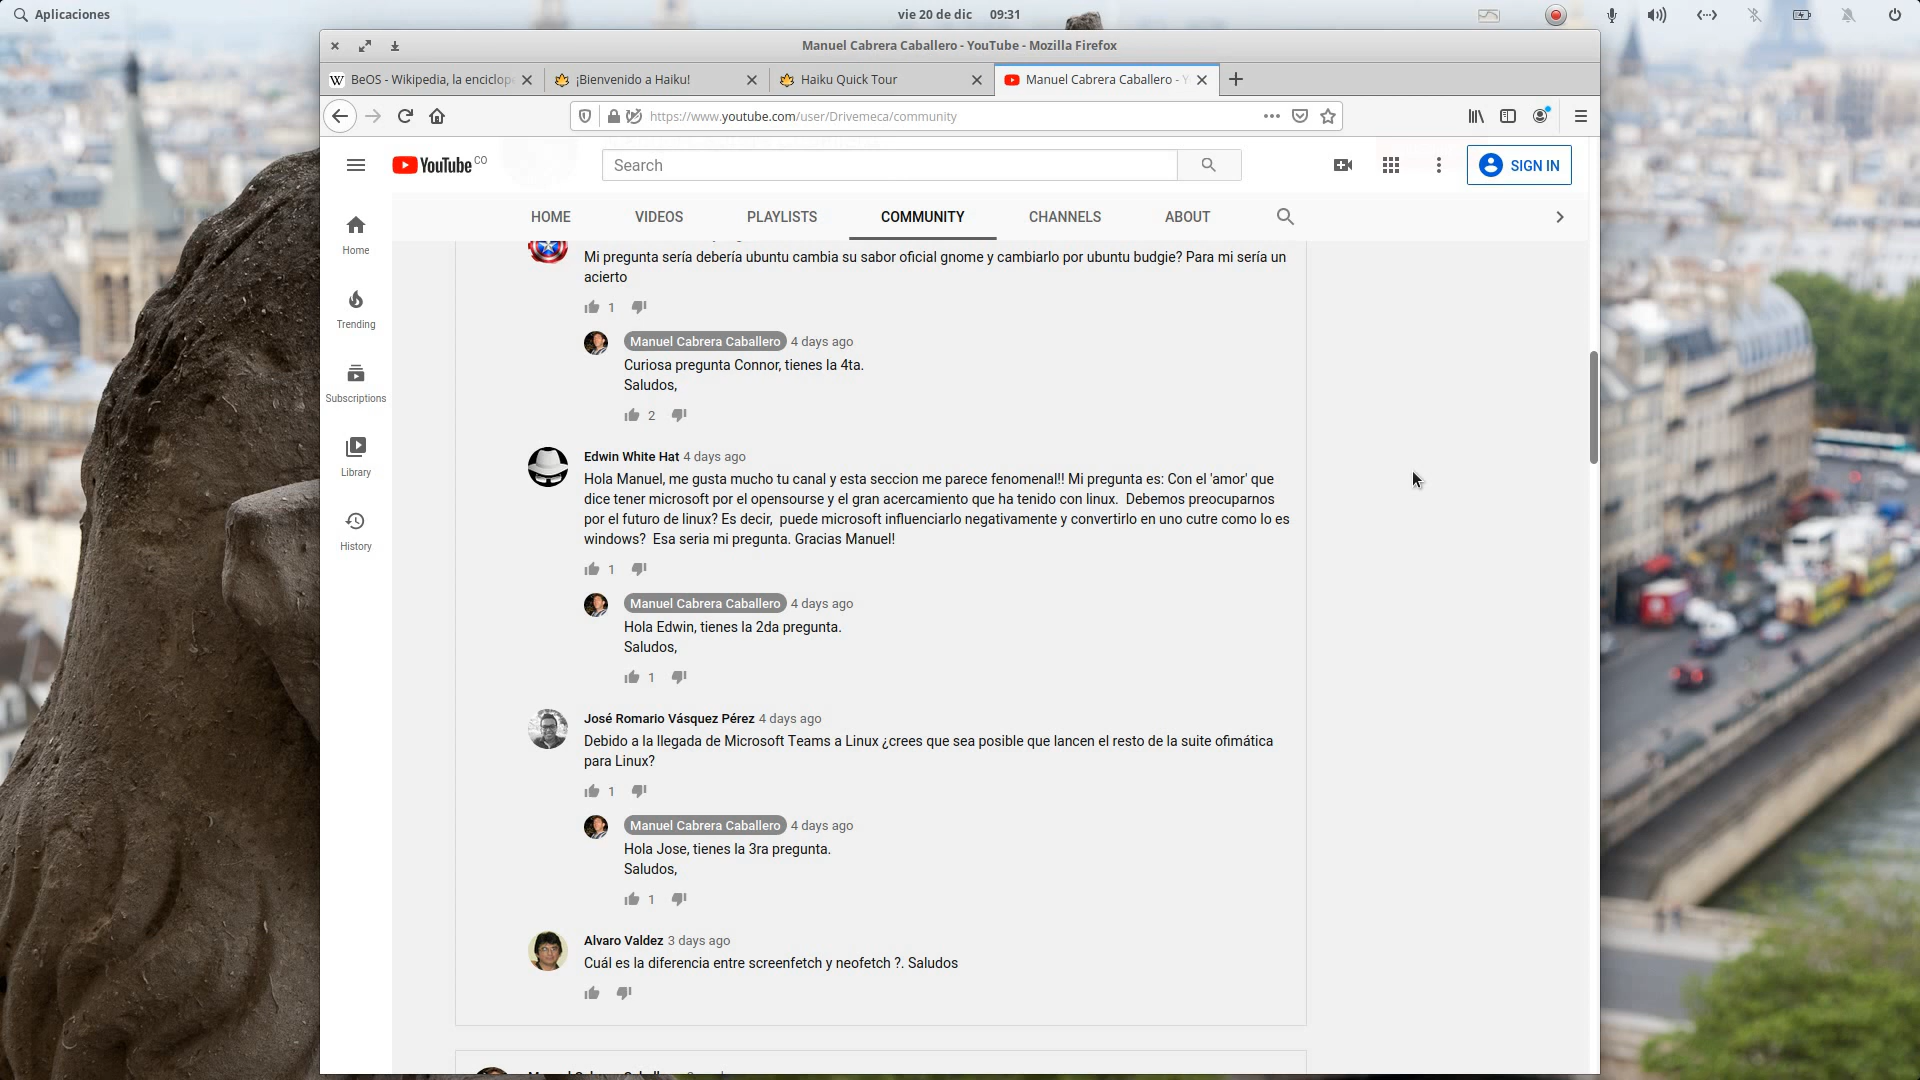 Aplicaciones
vie 20 de dic 09:31
Manuel Cabrera Caballero - YouTube - Mozilla Firefox
BeOS - Wikipedia, la enciclop
¡Bienvenido a Haiku!
Haiku Quick Tour
Manuel Cabrera Caballero - Y
https://www.youtube.com/user/Drivemeca/community
YouTube CO
Search
SIGN IN
HOME VIDEOS PLAYLISTS COMMUNITY CHANNELS ABOUT
Home
Trending
Subscriptions
Library
History
Mi pregunta sería debería ubuntu cambia su sabor oficial gnome y cambiarlo por ubuntu budgie? Para mi sería un
acierto
1
Manuel Cabrera Caballero 4 days ago
Curiosa pregunta Connor, tienes la 4ta.
Saludos,
2
Edwin White Hat 4 days ago
Hola Manuel, me gusta mucho tu canal y esta seccion me parece fenomenal!! Mi pregunta es: Con el 'amor' que
dice tener microsoft por el opensourse y el gran acercamiento que ha tenido con linux. Debemos preocuparnos
por el futuro de linux? Es decir, puede microsoft influenciarlo negativamente y convertirlo en uno cutre como lo es
windows? Esa seria mi pregunta. Gracias Manuel!
1
Manuel Cabrera Caballero 4 days ago
Hola Edwin, tienes la 2da pregunta.
Saludos,
1
José Romario Vásquez Pérez 4 days ago
Debido a la llegada de Microsoft Teams a Linux ¿crees que sea posible que lancen el resto de la suite ofimática
para Linux?
1
Manuel Cabrera Caballero 4 days ago
Hola Jose, tienes la 3ra pregunta.
Saludos,
1
Alvaro Valdez 3 days ago
Cuál es la diferencia entre screenfetch y neofetch ?. Saludos